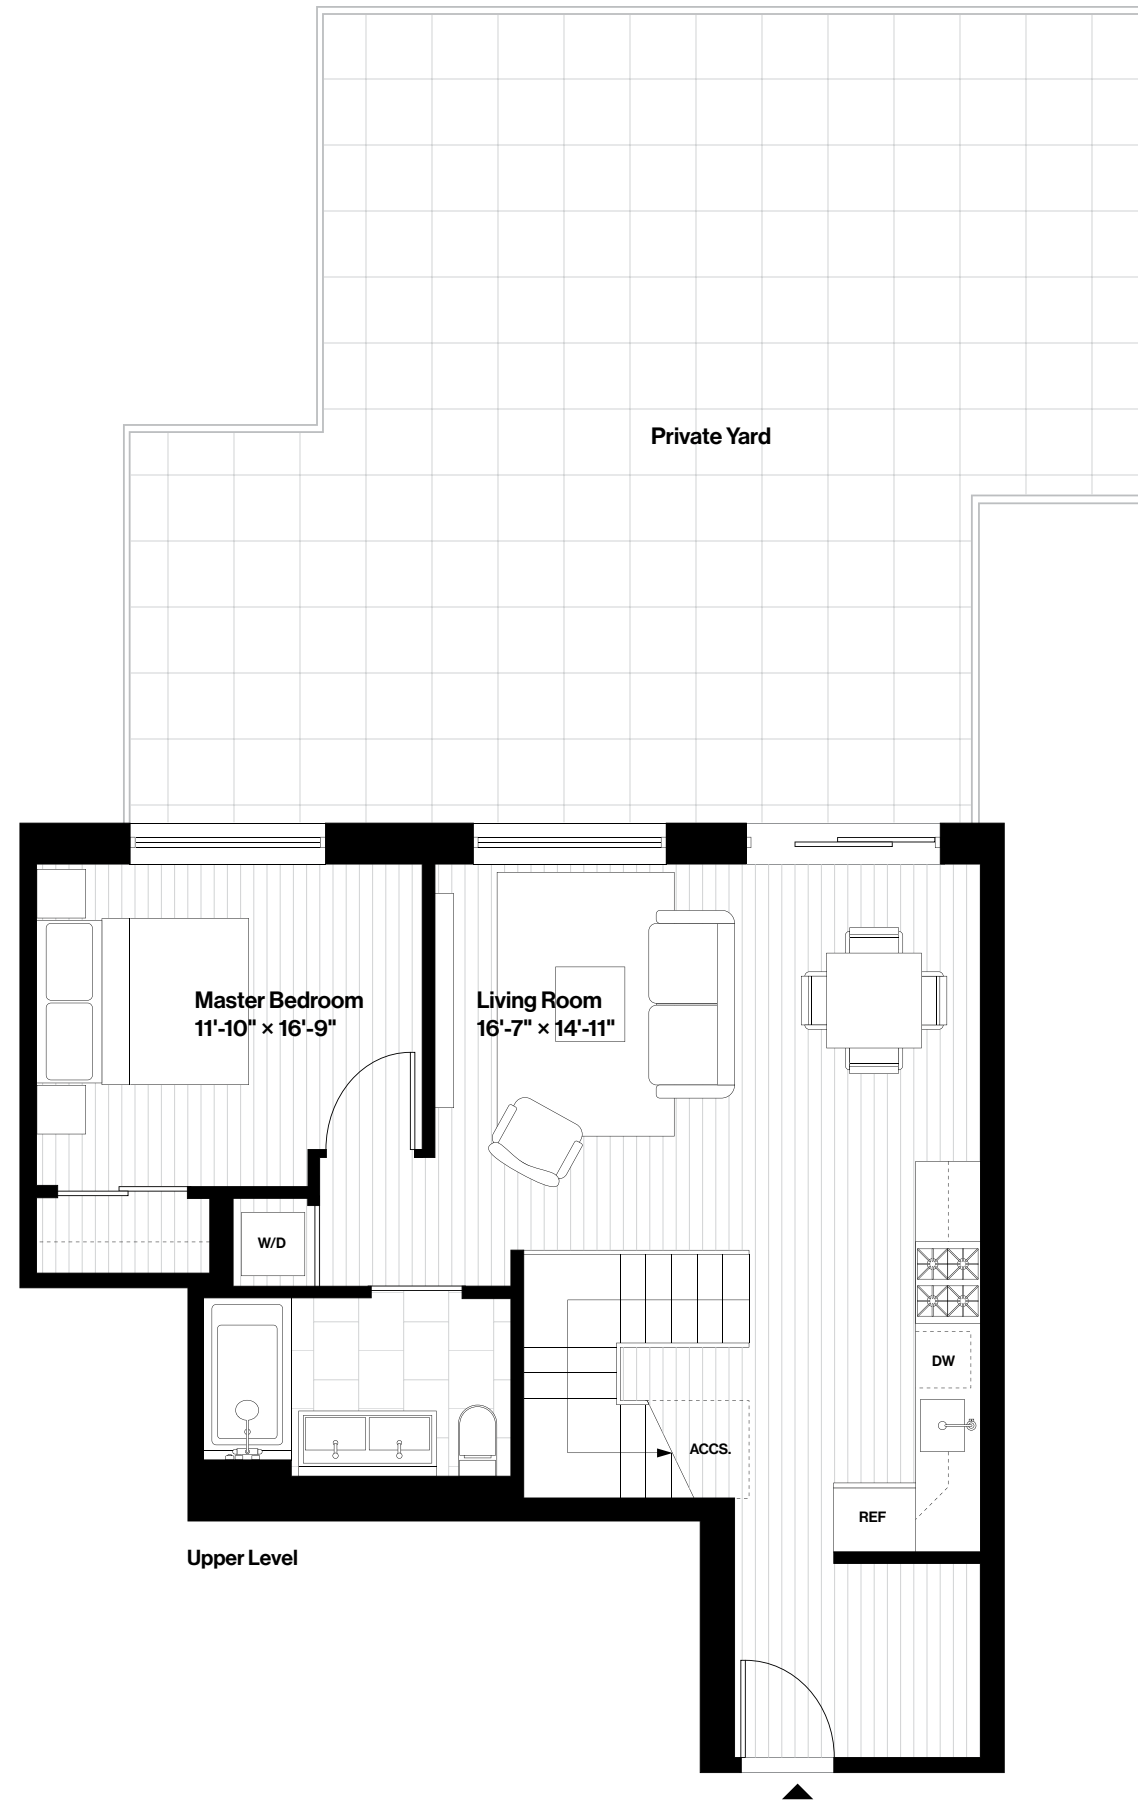 Private Yard
Master Bedroom
11'-10" × 16'-9"
Living Room
16'-7" × 14'-11"
W/D
DW
ACCS.
REF
Upper Level